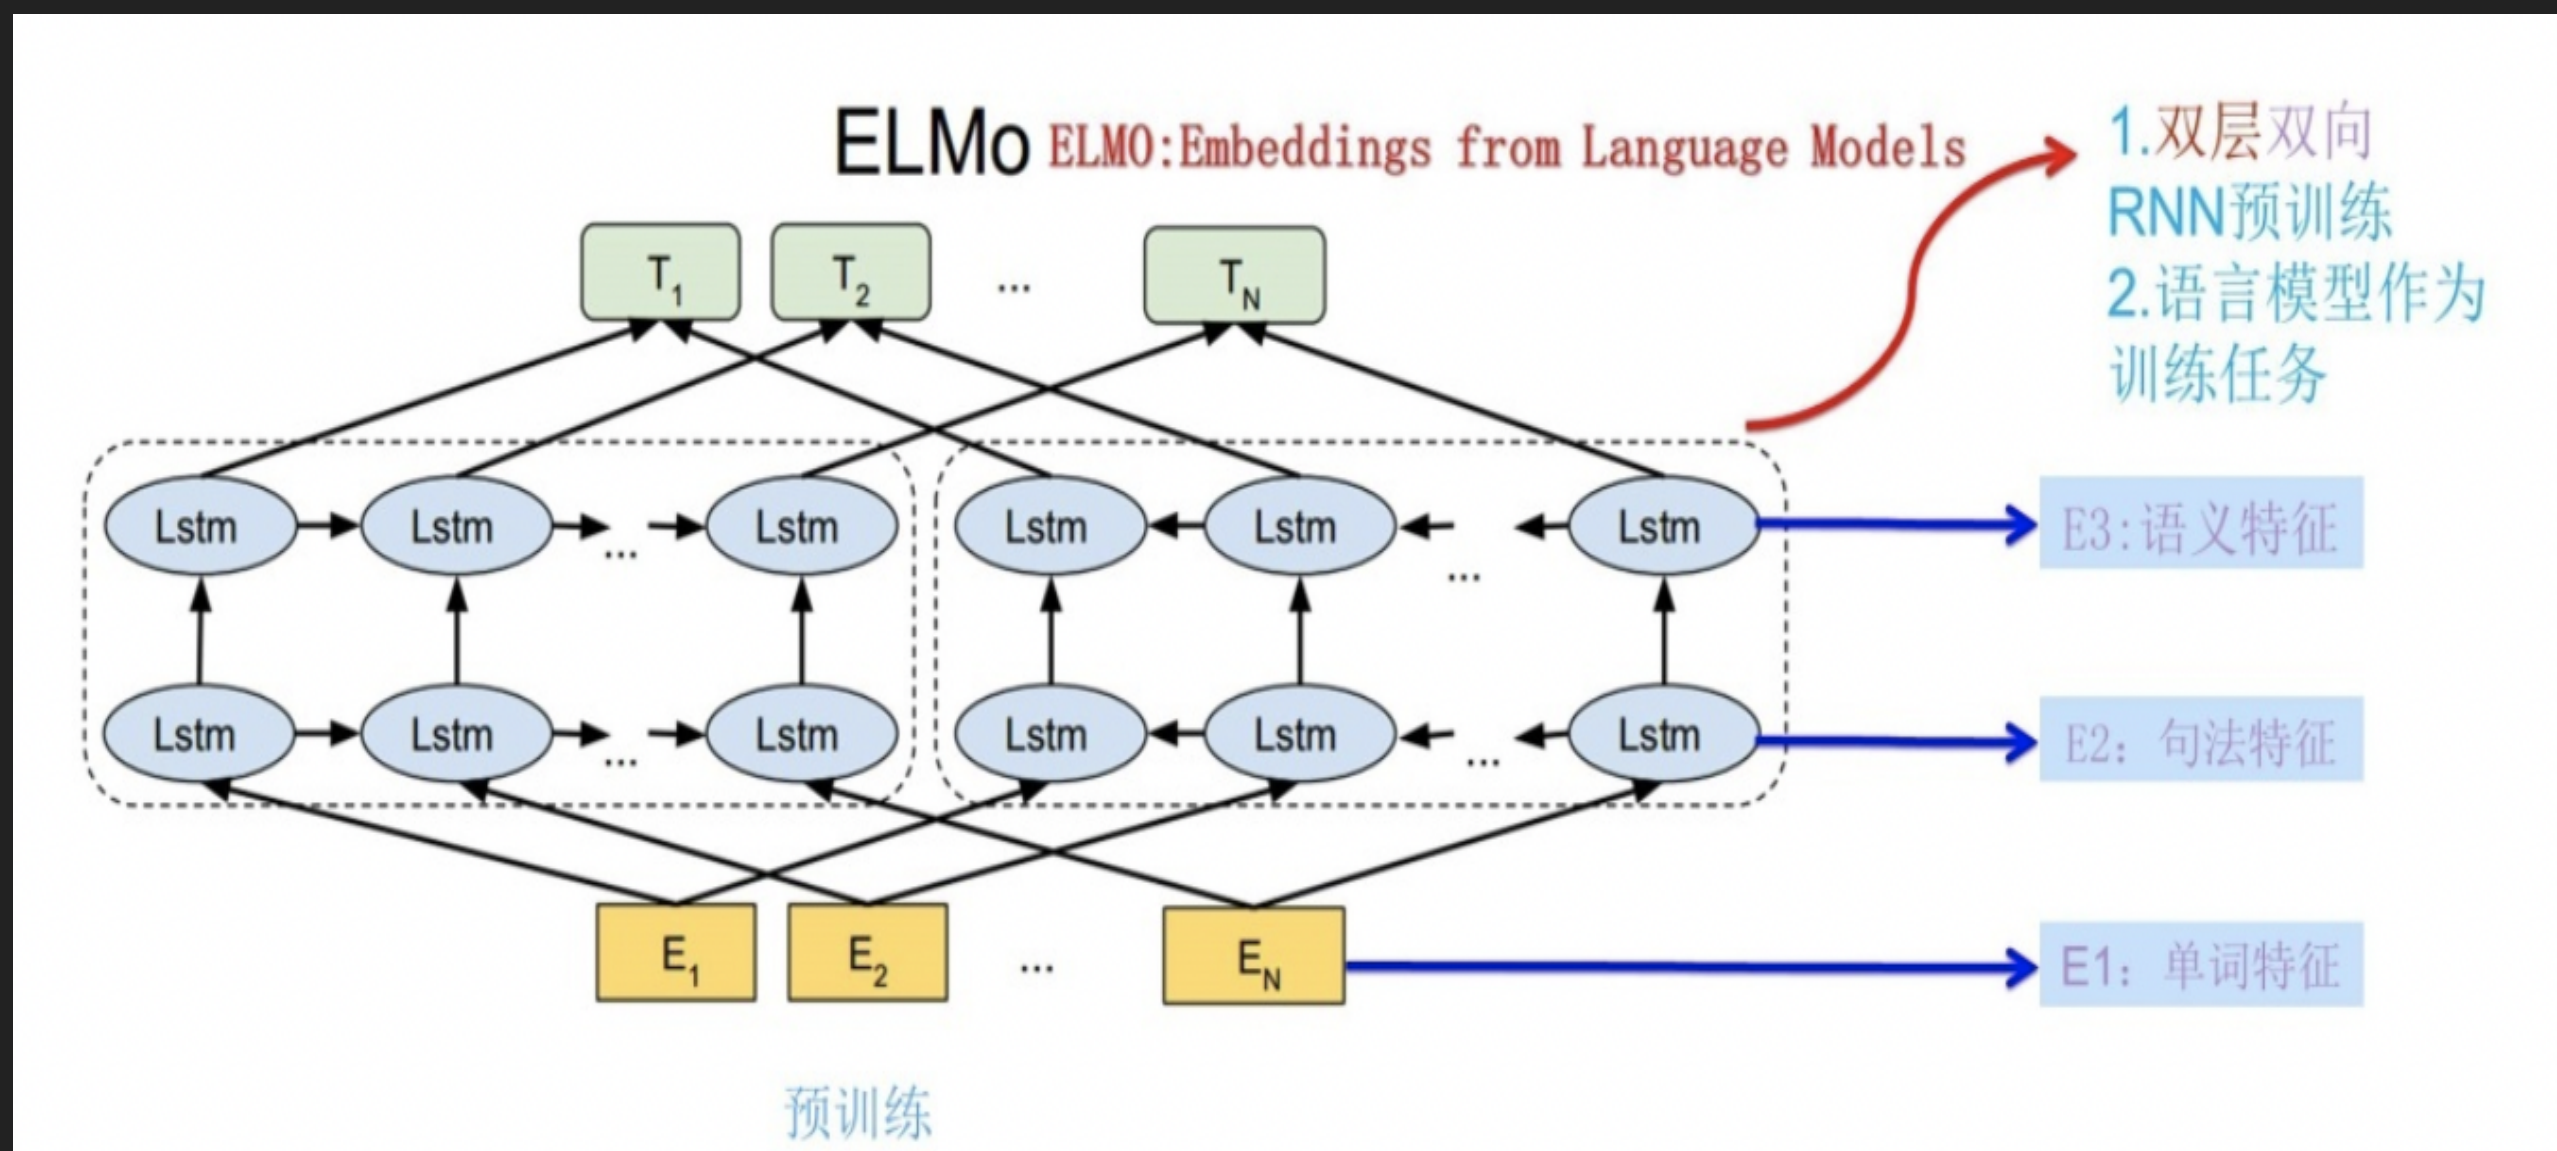 ELMo ELMO:Embeddings from Language Models
1.双层双向
RNN预训练
2.语言模型作为
训练任务
T1 T2 ... TN
Lstm Lstm ... Lstm Lstm Lstm ... Lstm E3:语义特征
Lstm Lstm ... Lstm Lstm Lstm ... Lstm E2：句法特征
E1 E2 ... EN E1：单词特征
预训练